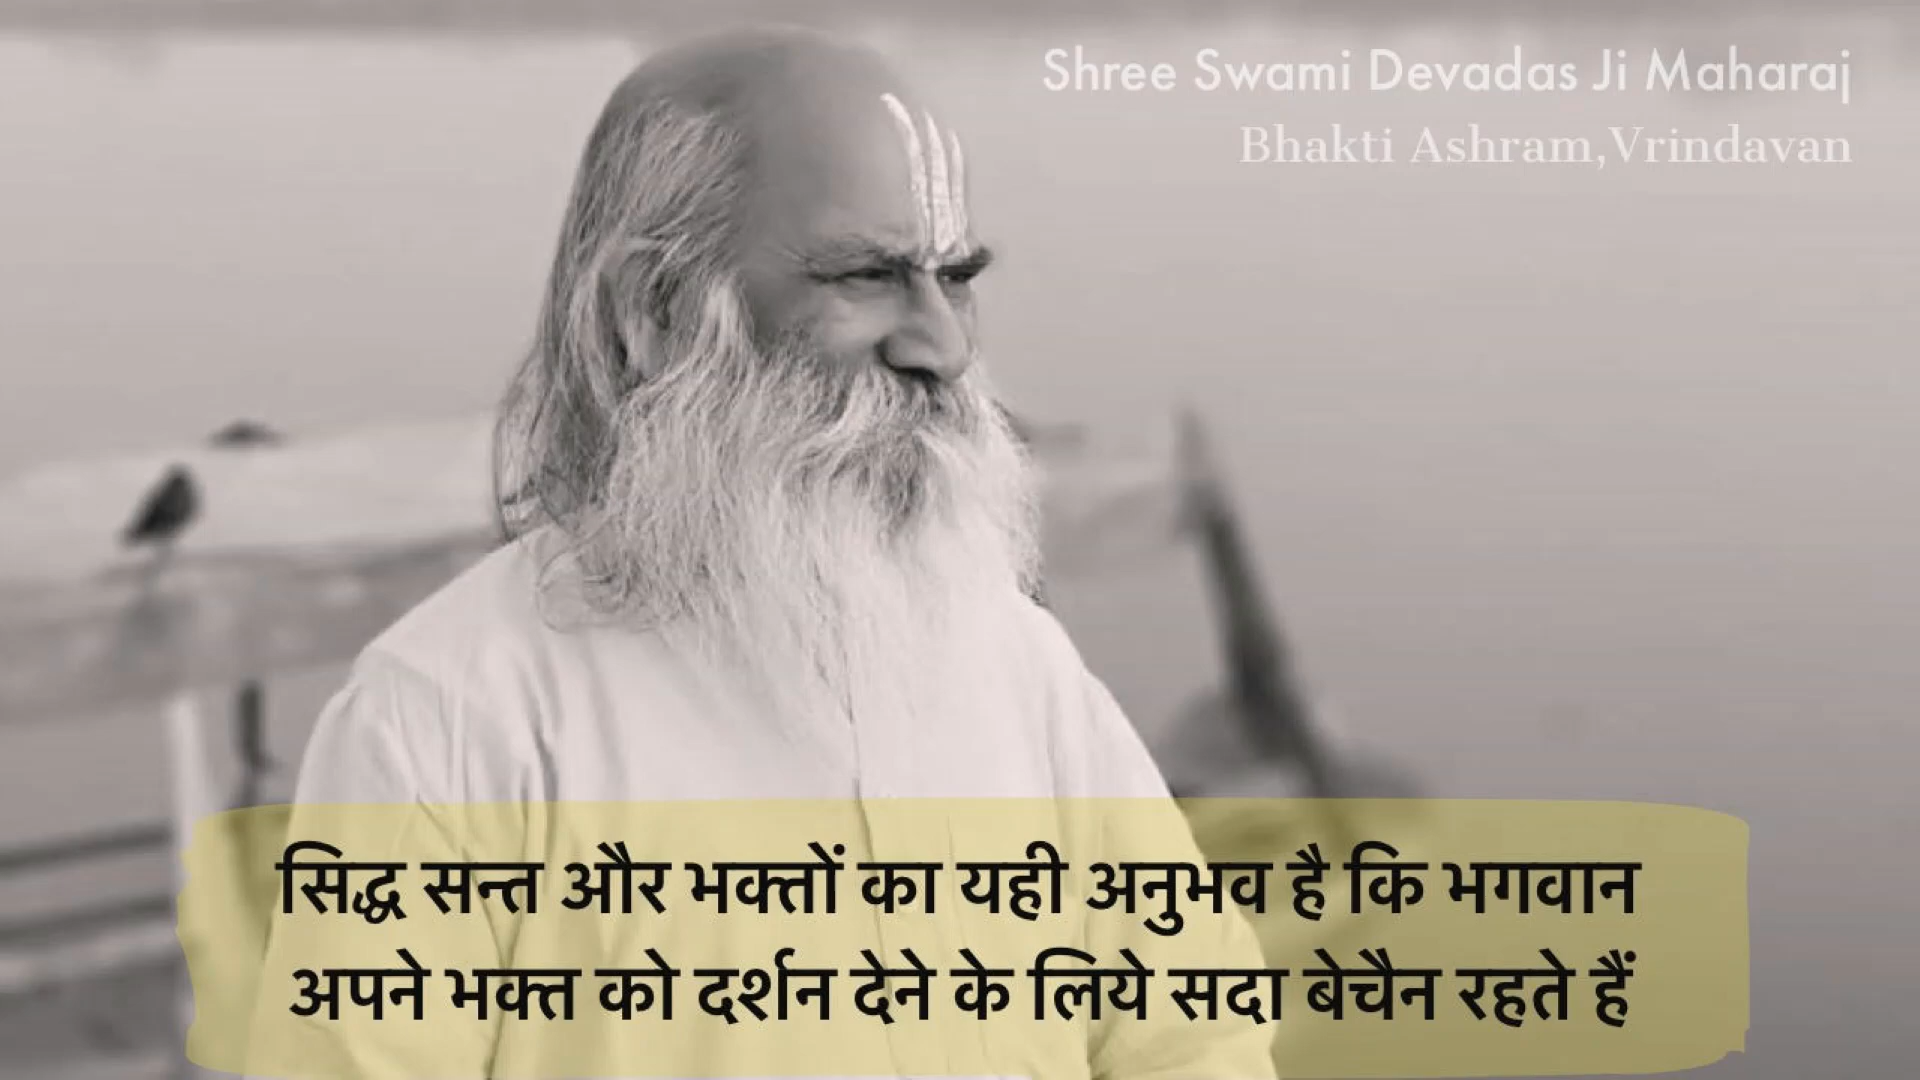 Shree Swami Devadas Ji Maharaj
Bhakti Ashram,Vrindavan
सिद्ध सन्त और भक्तों का यही अनुभव है कि भगवान
अपने भक्त को दर्शन देने के लिये सदा बेचैन रहते हैं